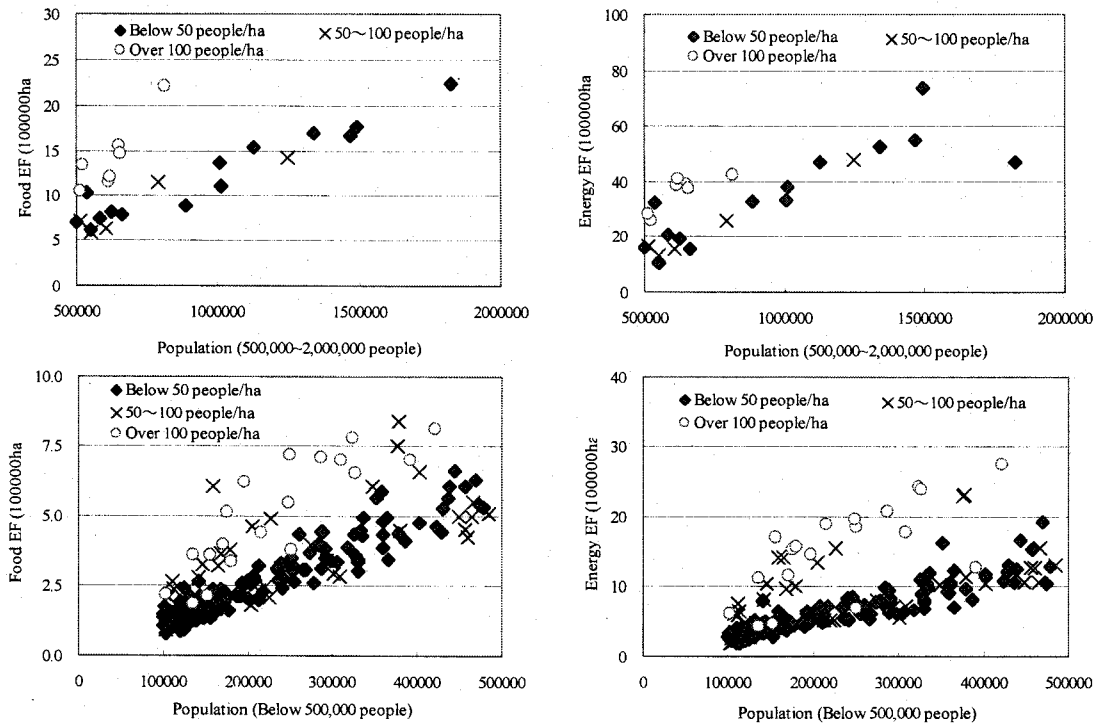 Food EF (100000ha
30
25
20
15
10
5
0
◆ Below 50 people/ha
× 50～100 people/ha
○ Over 100 people/ha
500000 1000000 1500000 2000000
Population (500,000~2,000,000 people)
Energy EF (100000ha
100
80
60
40
20
0
◆ Below 50 people/ha
× 50～100 people/ha
○ Over 100 people/ha
500000 1000000 1500000 2000000
Population (500,000~2,000,000 people)
Food EF (100000ha
10.0
7.5
5.0
2.5
0.0
◆ Below 50 people/ha
× 50～100 people/ha
○ Over 100 people/ha
0 100000 200000 300000 400000 500000
Population (Below 500,000 people)
Energy EF (100000ha
40
30
20
10
0
◆ Below 50 people/ha
× 50～100 people/ha
○ Over 100 people/ha
0 100000 200000 300000 400000 500000
Population (Below 500,000 people)